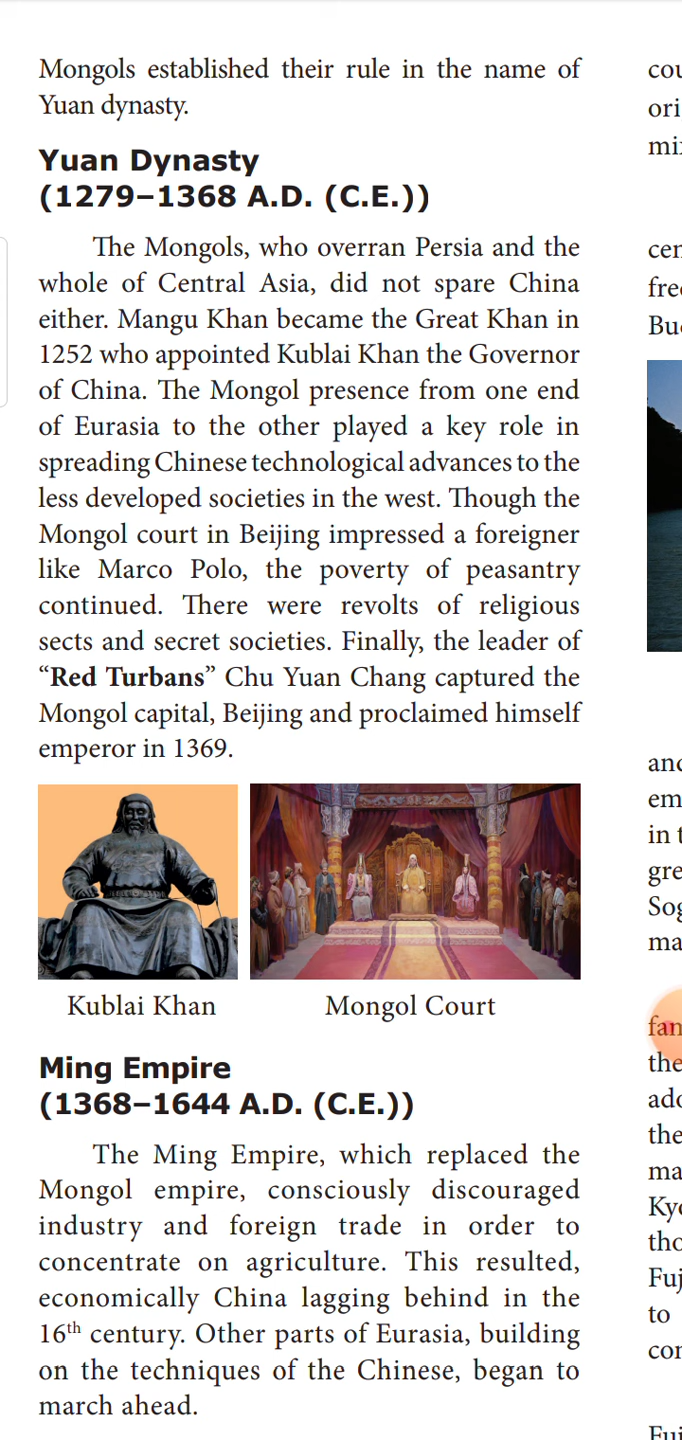 Mongols established their rule in the name of
Yuan dynasty.
Yuan Dynasty
(1279–1368 A.D. (C.E.))
The Mongols, who overran Persia and the
whole of Central Asia, did not spare China
either. Mangu Khan became the Great Khan in
1252 who appointed Kublai Khan the Governor
of China. The Mongol presence from one end
of Eurasia to the other played a key role in
spreading Chinese technological advances to the
less developed societies in the west. Though the
Mongol court in Beijing impressed a foreigner
like Marco Polo, the poverty of peasantry
continued. There were revolts of religious
sects and secret societies. Finally, the leader of
“Red Turbans” Chu Yuan Chang captured the
Mongol capital, Beijing and proclaimed himself
emperor in 1369.
Kublai Khan
Mongol Court
Ming Empire
(1368–1644 A.D. (C.E.))
The Ming Empire, which replaced the
Mongol empire, consciously discouraged
industry and foreign trade in order to
concentrate on agriculture. This resulted,
economically China lagging behind in the
16th century. Other parts of Eurasia, building
on the techniques of the Chinese, began to
march ahead.